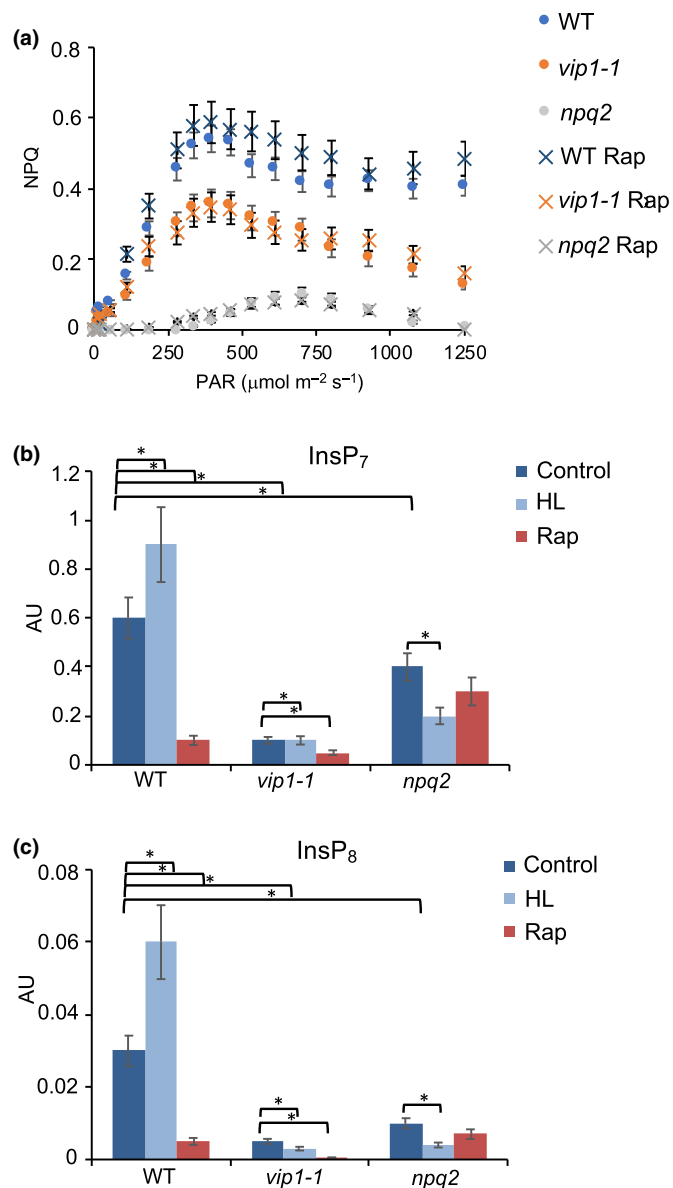 (a)
0.8
0.6
0.4
0.2
0
NPQ
0 250 500 750 1000 1250
PAR (μmol m⁻² s⁻¹)
WT
vip1-1
npq2
WT Rap
vip1-1 Rap
npq2 Rap
(b)
InsP₇
* * * *
1.2
1
0.8
0.6
0.4
0.2
0
AU
* *
*
WT vip1-1 npq2
Control
HL
Rap
(c)
InsP₈
* * * *
0.08
0.06
0.04
0.02
0
AU
* *
*
WT vip1-1 npq2
Control
HL
Rap